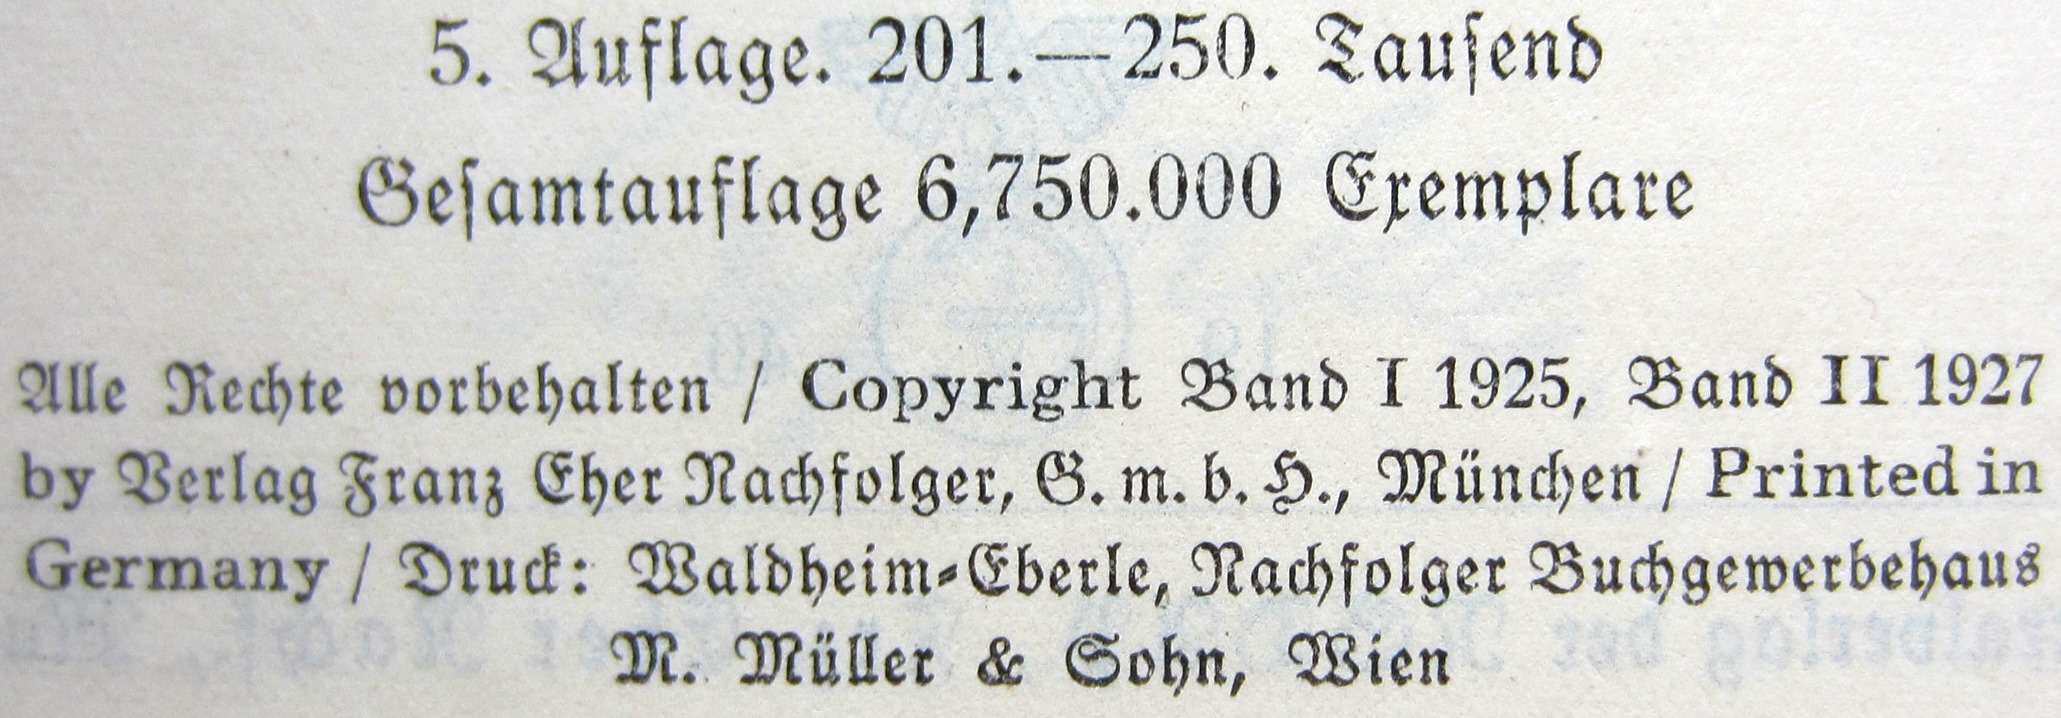 5. Auflage. 201.—250. Tauſend
Geſamtauflage 6,750.000 Exemplare
Alle Rechte vorbehalten / Copyright Band I 1925, Band II 1927
by Verlag Franz Eher Nachfolger, G. m. b. H., München / Printed in
Germany / Druck: Waldheim-Eberle, Nachfolger Buchgewerbehaus
M. Müller & Sohn, Wien